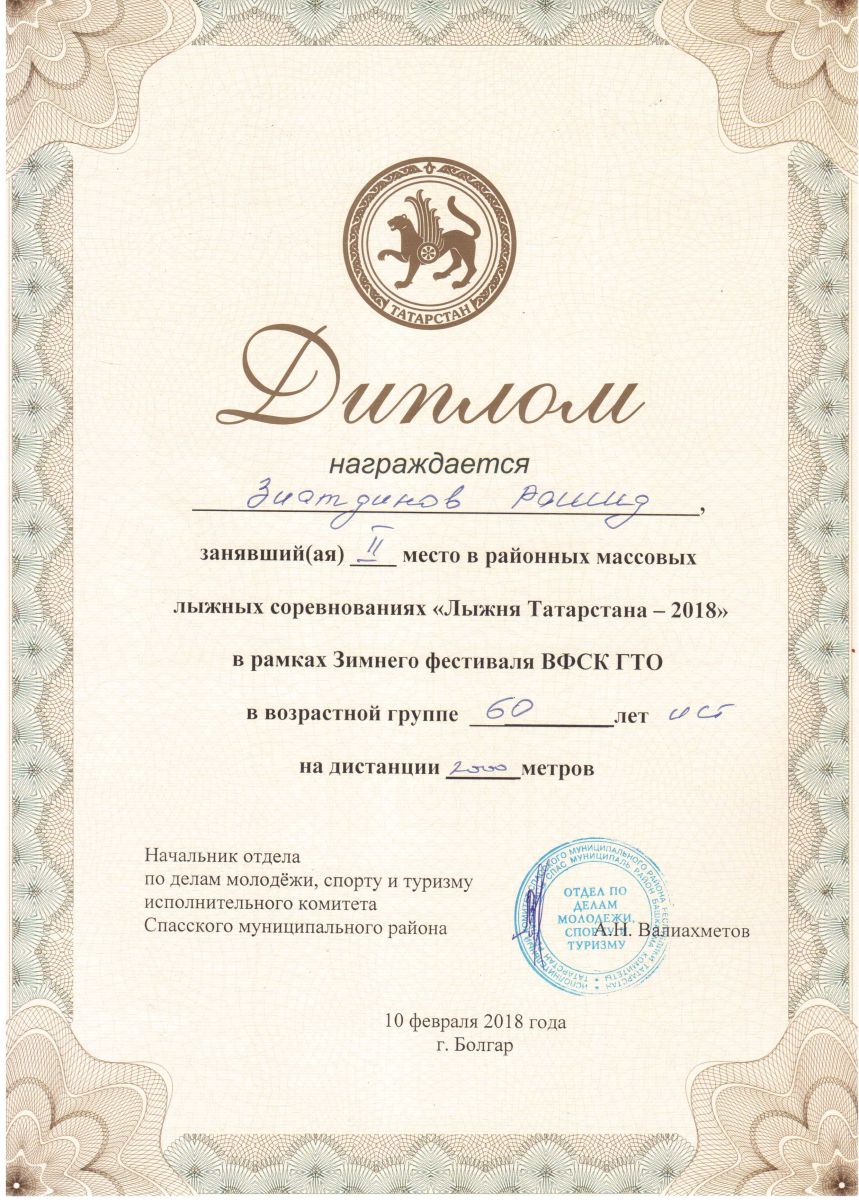 ТАТАРСТАН
Диплом
награждается
Зиатдинов Рашид,
занявший(ая) II место в районных массовых
лыжных соревнованиях «Лыжня Татарстана – 2018»
в рамках Зимнего фестиваля ВФСК ГТО
в возрастной группе 60 лет и ст
на дистанции 2000 метров
Начальник отдела
по делам молодёжи, спорту и туризму
исполнительного комитета
Спасского муниципального района
А.Н. Валиахметов
ОТДЕЛ ПО
ДЕЛАМ
МОЛОДЕЖИ,
СПОРТУ И
ТУРИЗМУ
10 февраля 2018 года
г. Болгар